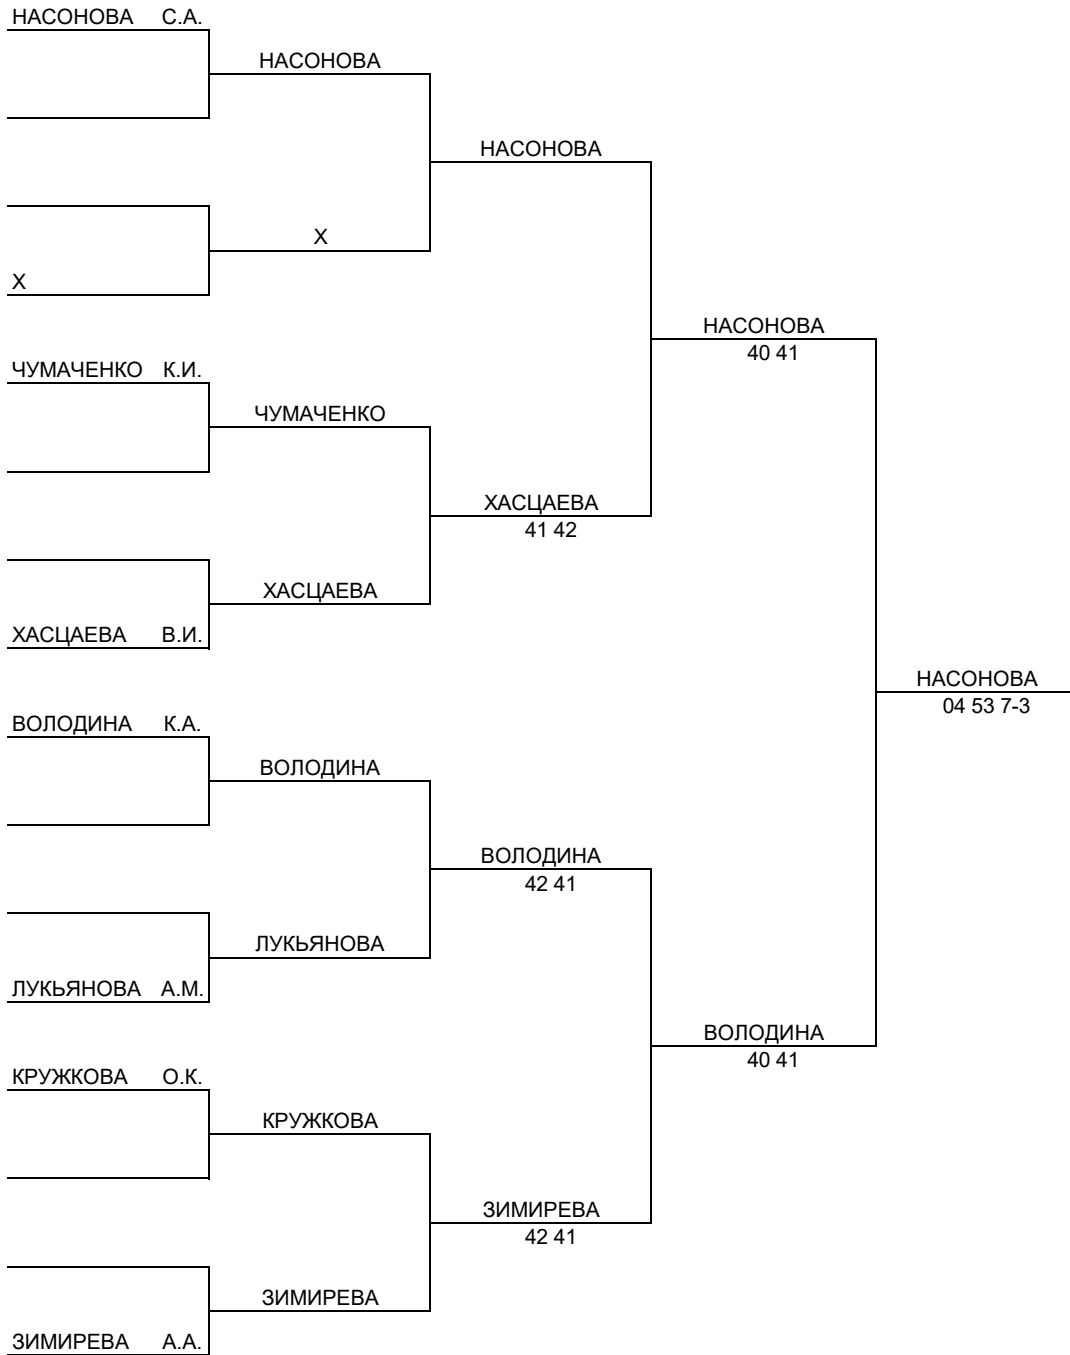 НАСОНОВА С.А.
НАСОНОВА
НАСОНОВА
X
X
НАСОНОВА
40 41
ЧУМАЧЕНКО К.И.
ЧУМАЧЕНКО
ХАСЦАЕВА
41 42
ХАСЦАЕВА
ХАСЦАЕВА В.И.
НАСОНОВА
04 53 7-3
ВОЛОДИНА К.А.
ВОЛОДИНА
ВОЛОДИНА
42 41
ЛУКЬЯНОВА
ЛУКЬЯНОВА А.М.
ВОЛОДИНА
40 41
КРУЖКОВА О.К.
КРУЖКОВА
ЗИМИРЕВА
42 41
ЗИМИРЕВА
ЗИМИРЕВА А.А.